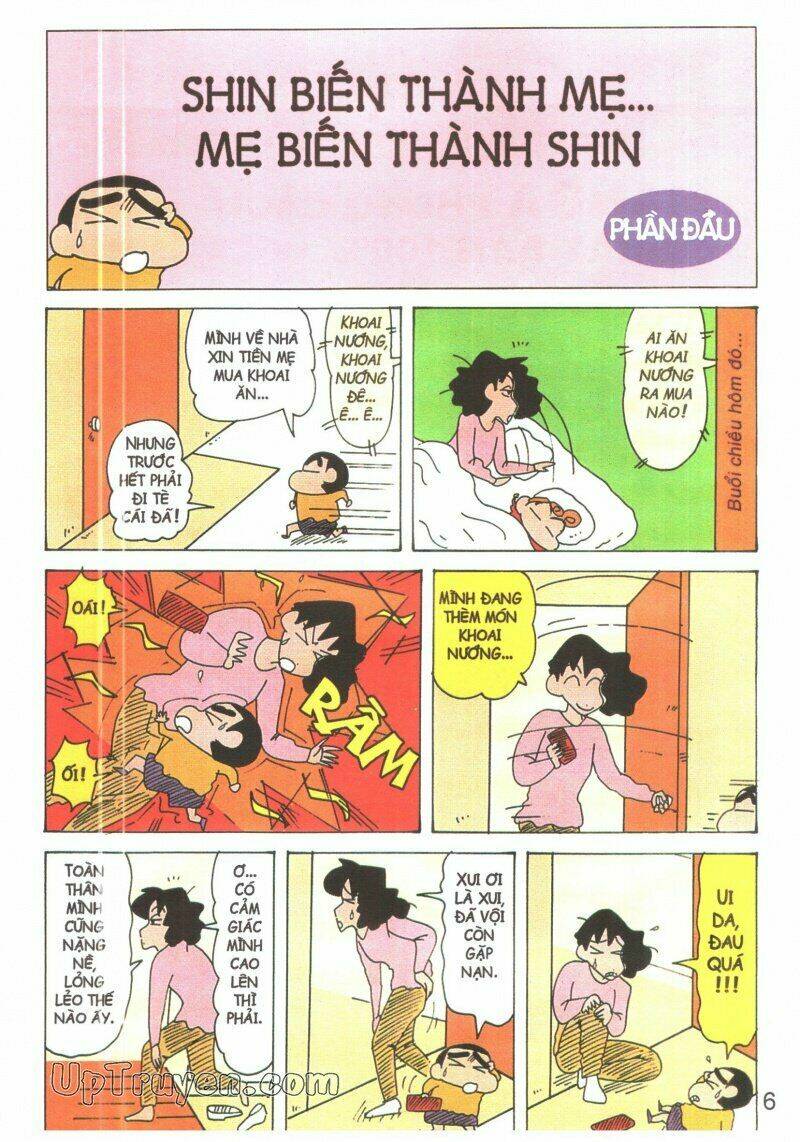 SHIN BIẾN THÀNH MẸ...
MẸ BIẾN THÀNH SHIN
PHẦN ĐẦU
Buổi chiều hôm đó...
AI ĂN
KHOAI
NƯỚNG
RA MUA
NÀO!
KHOAI
NƯỚNG,
KHOAI
NƯỚNG
ĐÊ...
Ê... Ê...
MÌNH VỀ NHÀ
XIN TIỀN MẸ
MUA KHOAI
ĂN...
NHƯNG
TRƯỚC
HẾT PHẢI
ĐI TÈ
CÁI ĐÃ!
MÌNH ĐANG
THÈM MÓN
KHOAI
NƯỚNG...
OÁI!
RẦM
ỐI!
UI
DA,
ĐAU
QUÁ
!!!
XUI ƠI
LÀ XUI,
ĐÃ VỘI
CÒN
GẶP
NẠN.
Ơ...
CÓ
CẢM
GIÁC
MÌNH
CAO
LÊN
THÌ
PHẢI.
TOÀN
THÂN
MÌNH
CŨNG
NẶNG
NỀ,
LỎNG
LẺO THẾ
NÀO ẤY.
UpTruyen.com
6